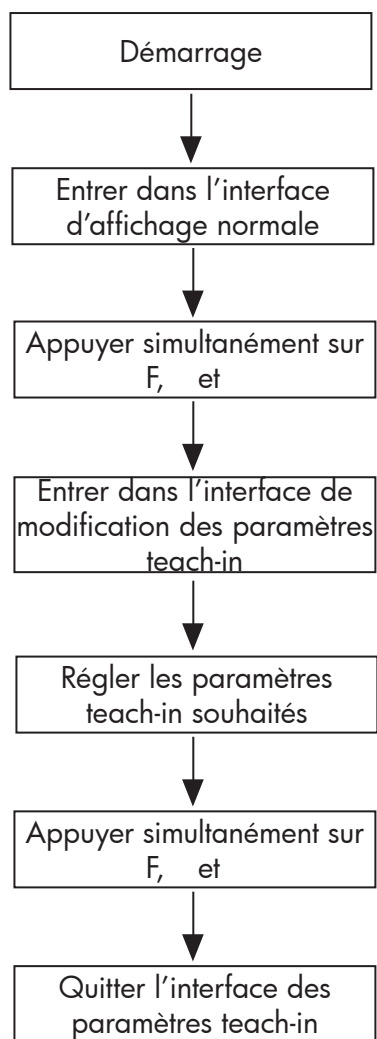 Démarrage
Entrer dans l'interface
d'affichage normale
Appuyer simultanément sur
F, et
Entrer dans l'interface de
modification des paramètres
teach-in
Régler les paramètres
teach-in souhaités
Appuyer simultanément sur
F, et
Quitter l'interface des
paramètres teach-in